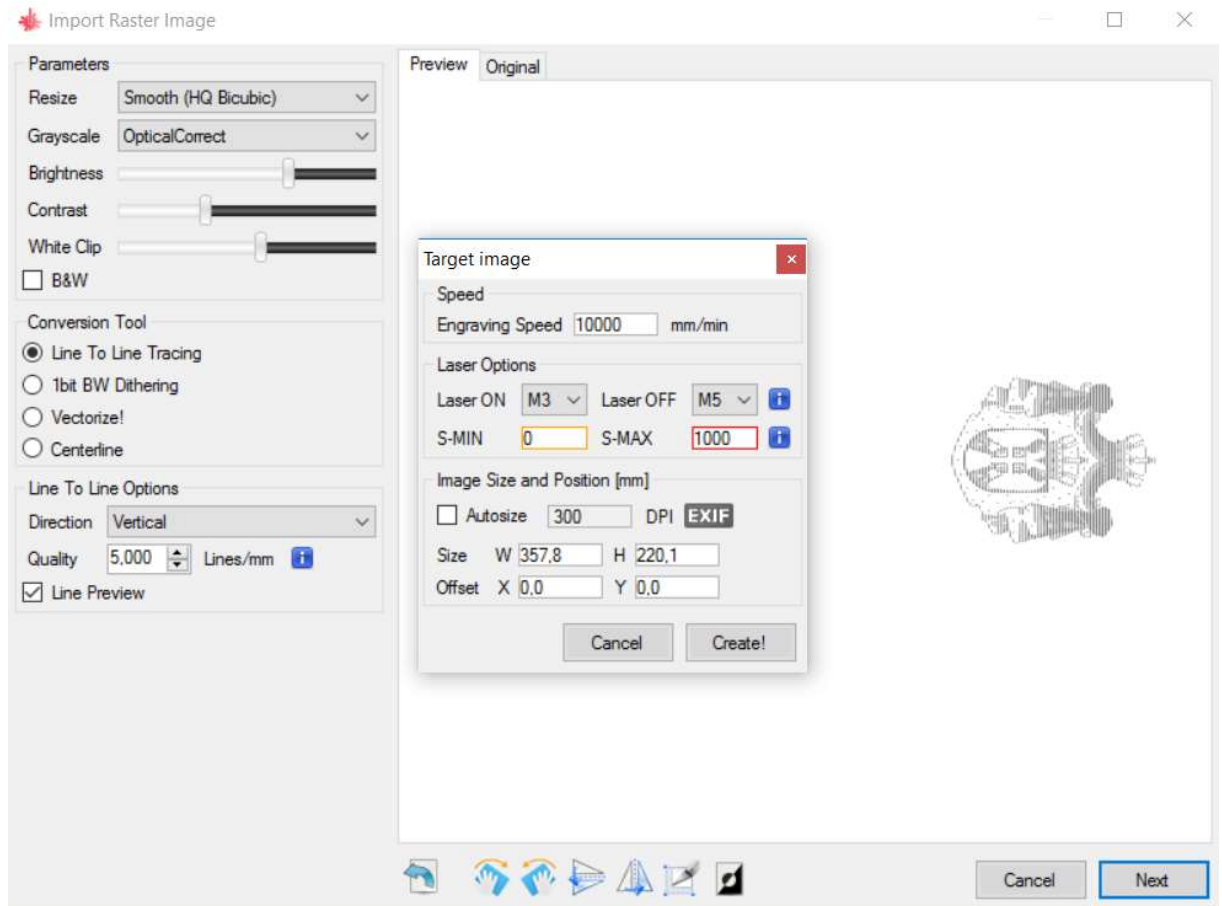 Import Raster Image
Parameters
Resize Smooth (HQ Bicubic)
Grayscale OpticalCorrect
Brightness
Contrast
White Clip
B&W
Conversion Tool
Line To Line Tracing
1bit BW Dithering
Vectorize!
Centerline
Line To Line Options
Direction Vertical
Quality 5,000 Lines/mm
Line Preview
Preview Original
Target image
Speed
Engraving Speed 10000 mm/min
Laser Options
Laser ON M3 Laser OFF M5
S-MIN 0 S-MAX 1000
Image Size and Position [mm]
Autosize 300 DPI EXIF
Size W 357,8 H 220,1
Offset X 0,0 Y 0,0
Cancel Create!
Cancel Next